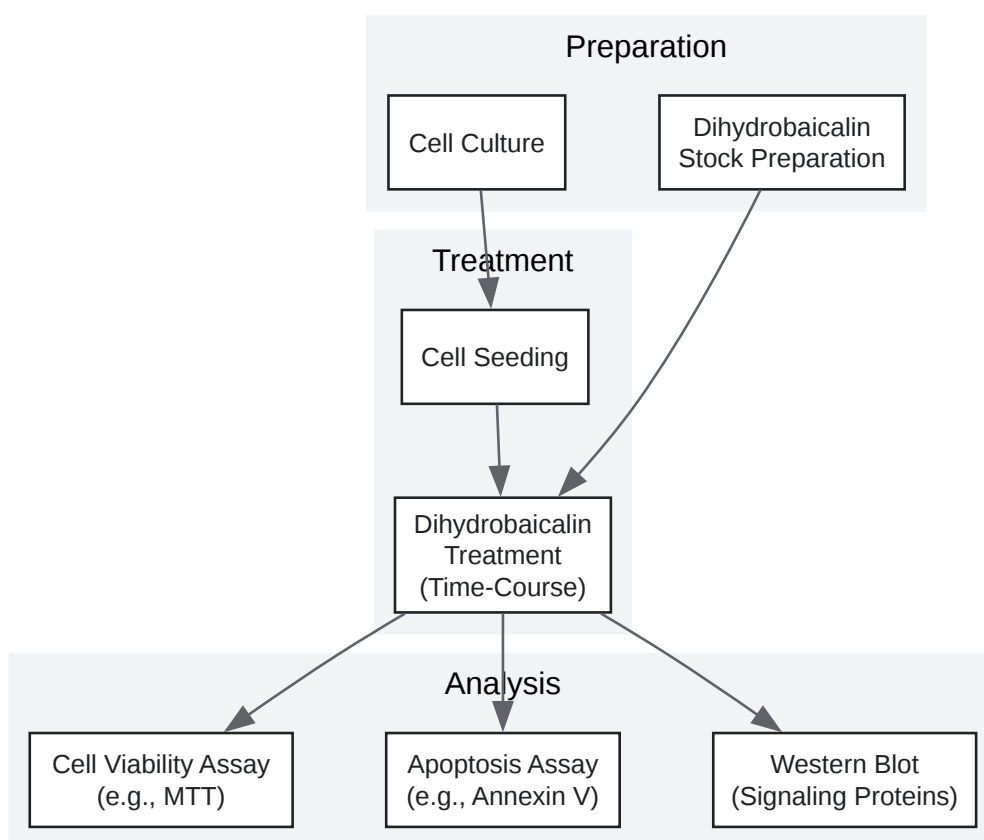 Preparation
Cell Culture
Dihydrobaicalin
Stock Preparation
Treatment
Cell Seeding
Dihydrobaicalin
Treatment
(Time-Course)
Analysis
Cell Viability Assay
(e.g., MTT)
Apoptosis Assay
(e.g., Annexin V)
Western Blot
(Signaling Proteins)